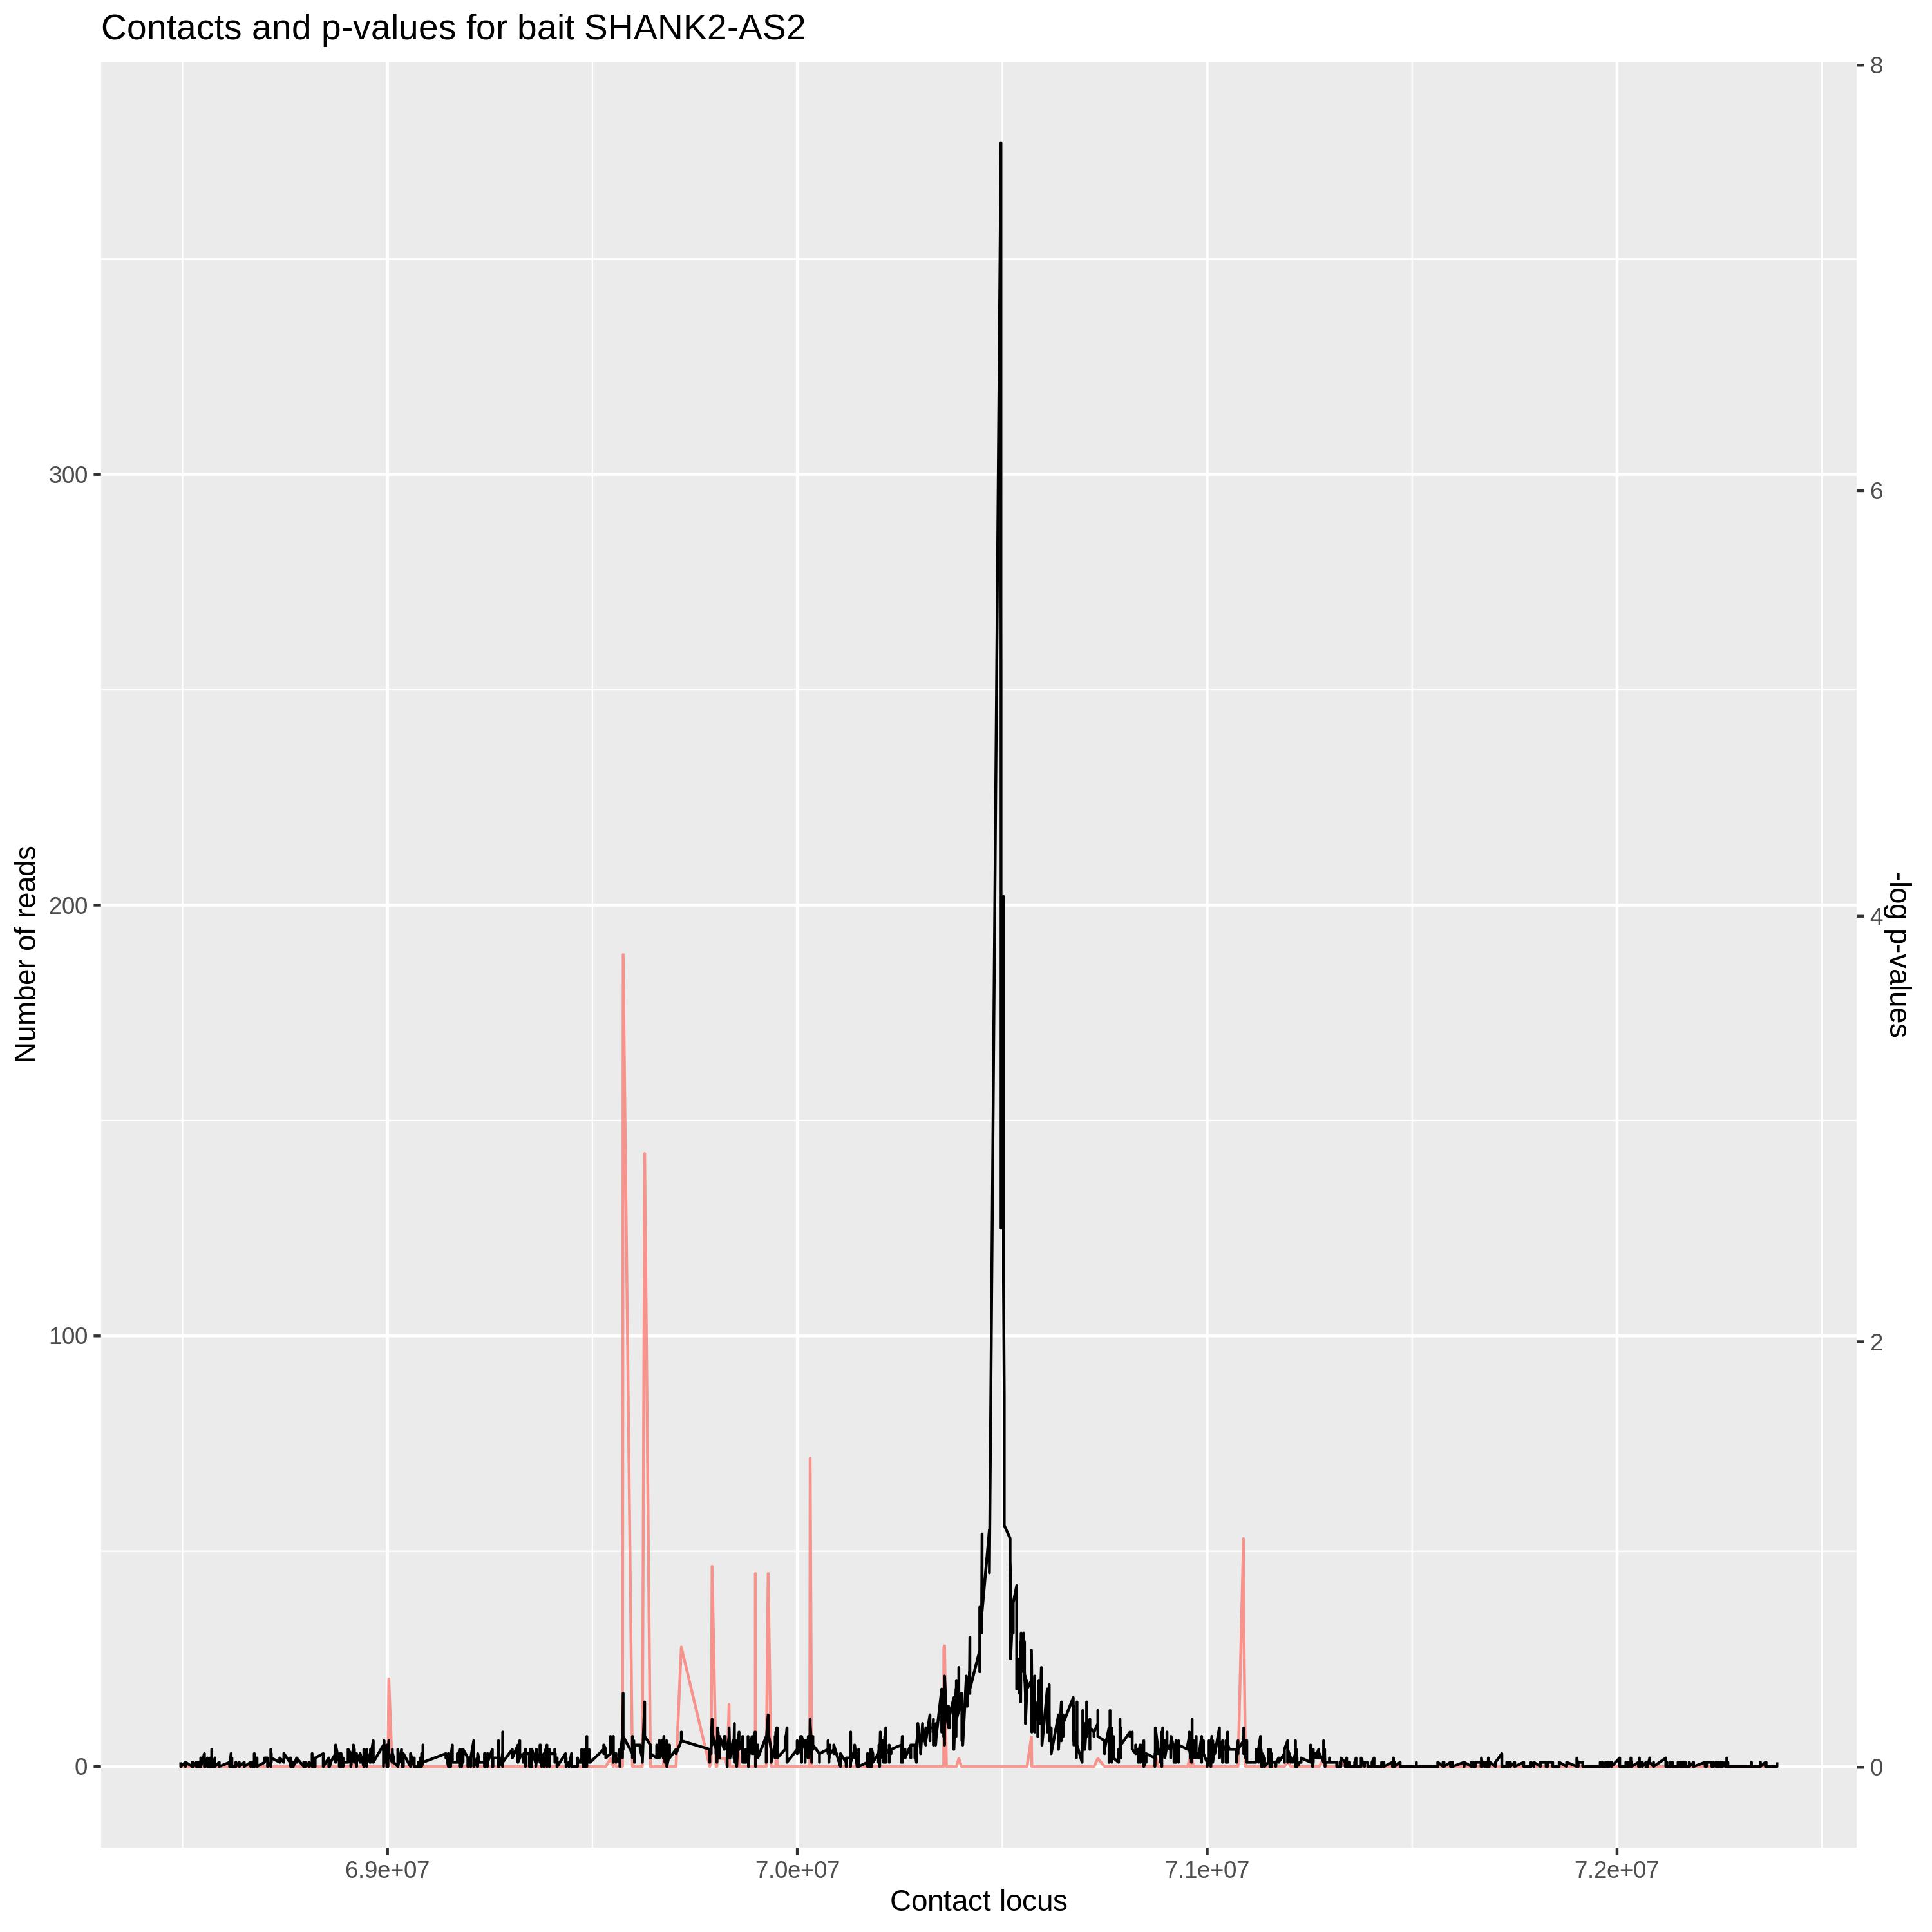 Contacts and p-values for bait SHANK2-AS2
Number of reads
300
200
100
0
8
6
4
2
0
-log p-values
6.9e+07
7.0e+07
7.1e+07
7.2e+07
Contact locus